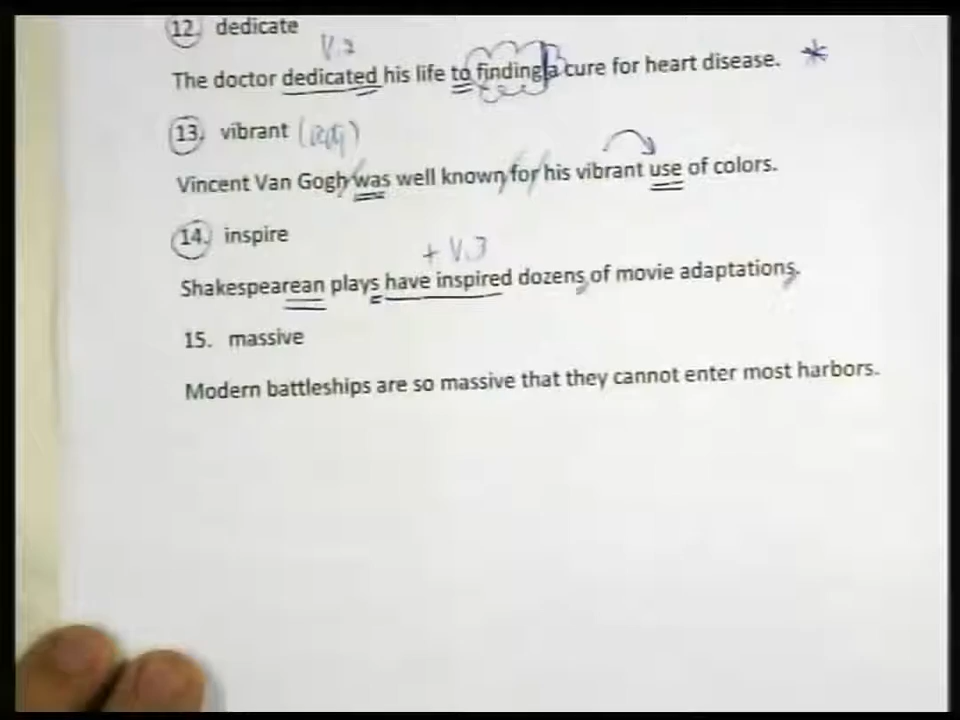 12. dedicate
V.2
The doctor dedicated his life to finding a cure for heart disease. *
13. vibrant
Vincent Van Gogh was well known for his vibrant use of colors.
14. inspire
+ V.3
Shakespearean plays have inspired dozens of movie adaptations.
15. massive
Modern battleships are so massive that they cannot enter most harbors.